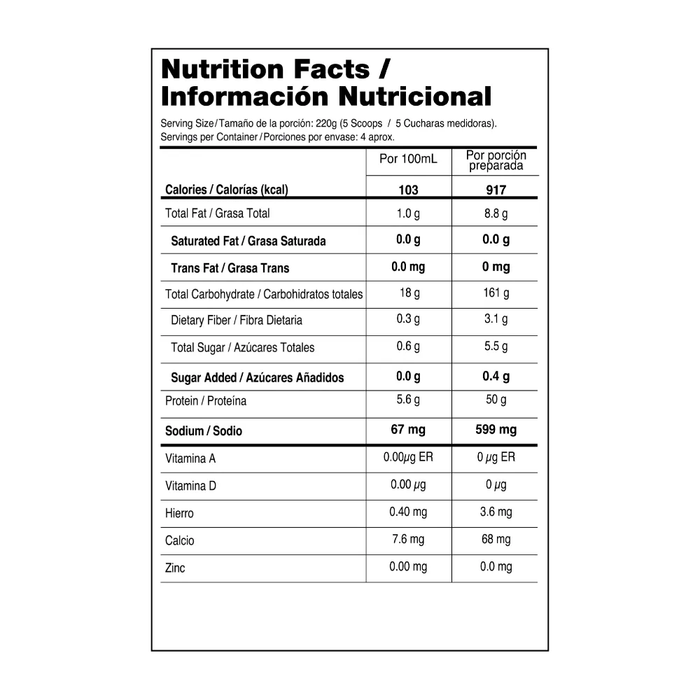 Nutrition Facts /
Información Nutricional
Serving Size/Tamaño de la porción: 220g (5 Scoops / 5 Cucharas medidoras).
Servings per Container/Porciones por envase: 4 aprox.
Por 100mL Por porción preparada
Calories / Calorías (kcal) 103 917
Total Fat / Grasa Total 1.0 g 8.8 g
Saturated Fat / Grasa Saturada 0.0 g 0.0 g
Trans Fat / Grasa Trans 0.0 mg 0 mg
Total Carbohydrate / Carbohidratos totales 18 g 161 g
Dietary Fiber / Fibra Dietaria 0.3 g 3.1 g
Total Sugar / Azúcares Totales 0.6 g 5.5 g
Sugar Added / Azúcares Añadidos 0.0 g 0.4 g
Protein / Proteína 5.6 g 50 g
Sodium / Sodio 67 mg 599 mg
Vitamina A 0.00µg ER 0 µg ER
Vitamina D 0.00 µg 0 µg
Hierro 0.40 mg 3.6 mg
Calcio 7.6 mg 68 mg
Zinc 0.00 mg 0.0 mg